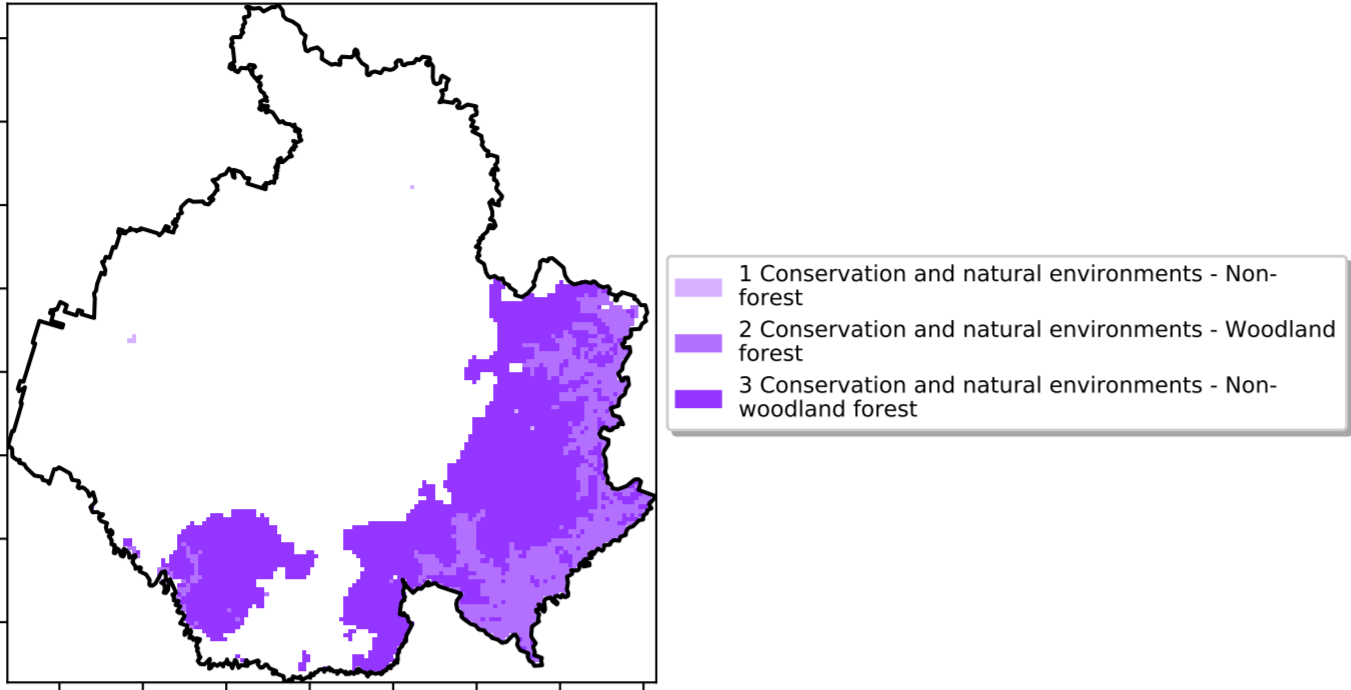 1 Conservation and natural environments - Non-
forest
2 Conservation and natural environments - Woodland
forest
3 Conservation and natural environments - Non-
woodland forest